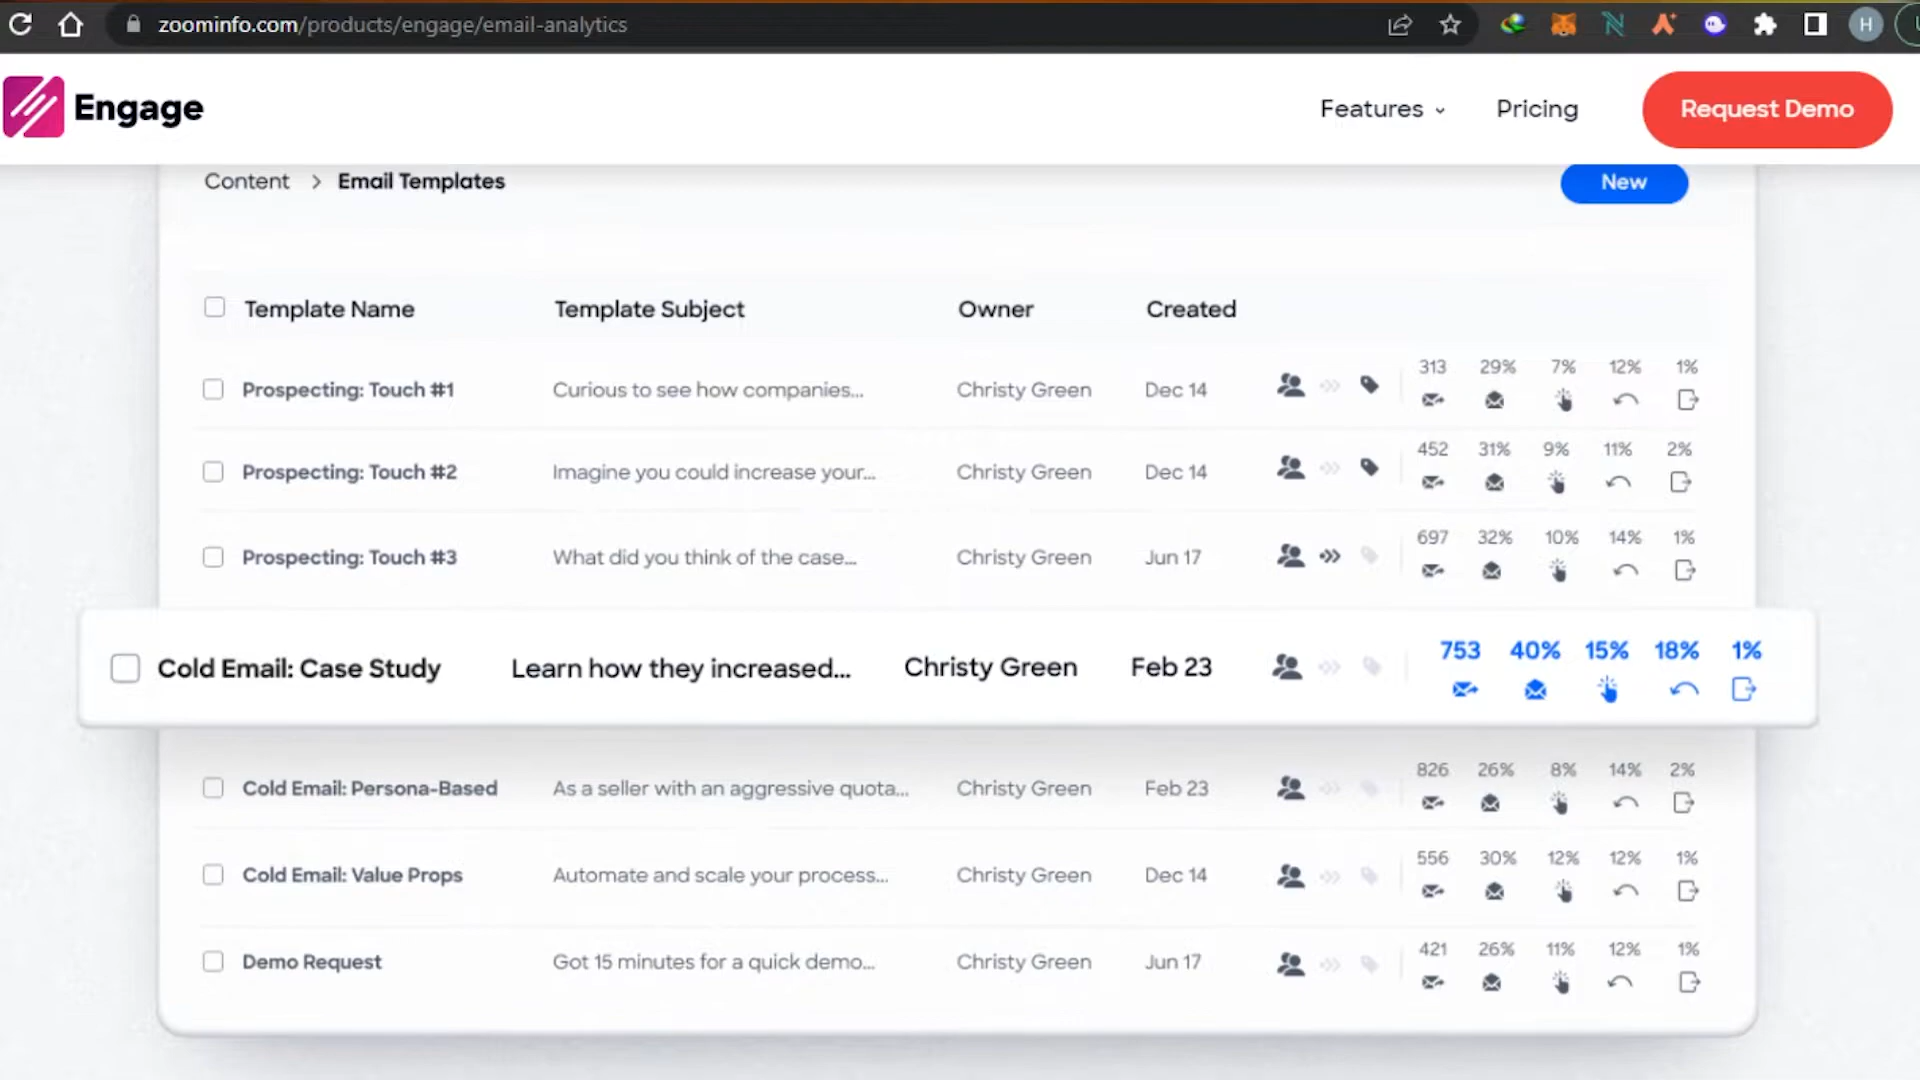 zoominfo.com/products/engage/email-analytics
H
Engage
Features
Pricing
Request Demo
Content > Email Templates
New
Template Name Template Subject Owner Created
Prospecting: Touch #1 Curious to see how companies... Christy Green Dec 14 313 29% 7% 12% 1%
Prospecting: Touch #2 Imagine you could increase your... Christy Green Dec 14 452 31% 9% 11% 2%
Prospecting: Touch #3 What did you think of the case... Christy Green Jun 17 697 32% 10% 14% 1%
Cold Email: Case Study Learn how they increased... Christy Green Feb 23 753 40% 15% 18% 1%
Cold Email: Persona-Based As a seller with an aggressive quota... Christy Green Feb 23 826 26% 8% 14% 2%
Cold Email: Value Props Automate and scale your process... Christy Green Dec 14 556 30% 12% 12% 1%
Demo Request Got 15 minutes for a quick demo... Christy Green Jun 17 421 26% 11% 12% 1%